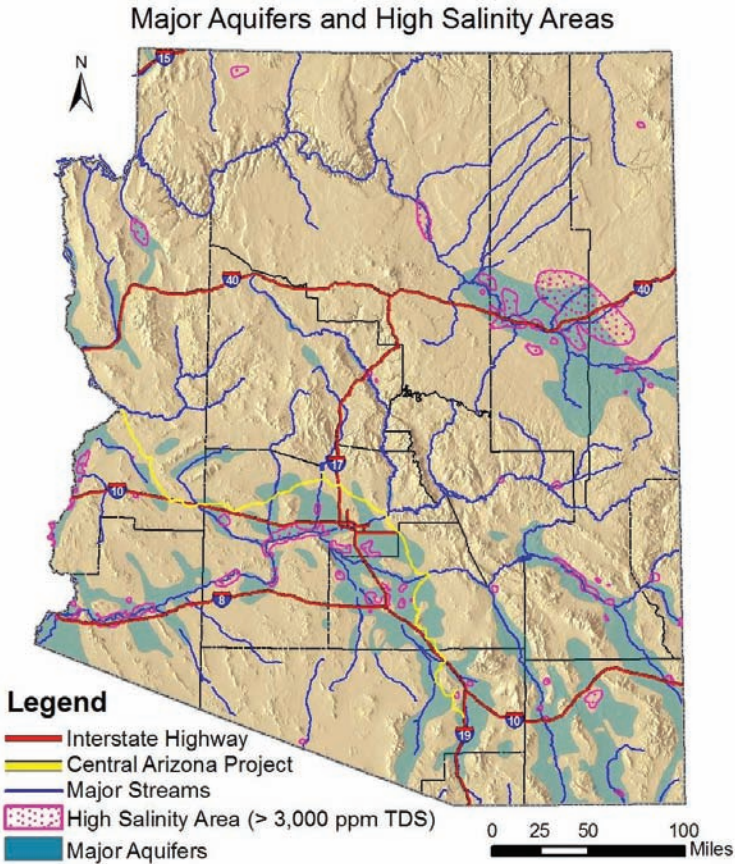 Major Aquifers and High Salinity Areas
N
15
40
40
17
10
8
10
19
Legend
Interstate Highway
Central Arizona Project
Major Streams
High Salinity Area (> 3,000 ppm TDS)
Major Aquifers
0 25 50 100
Miles